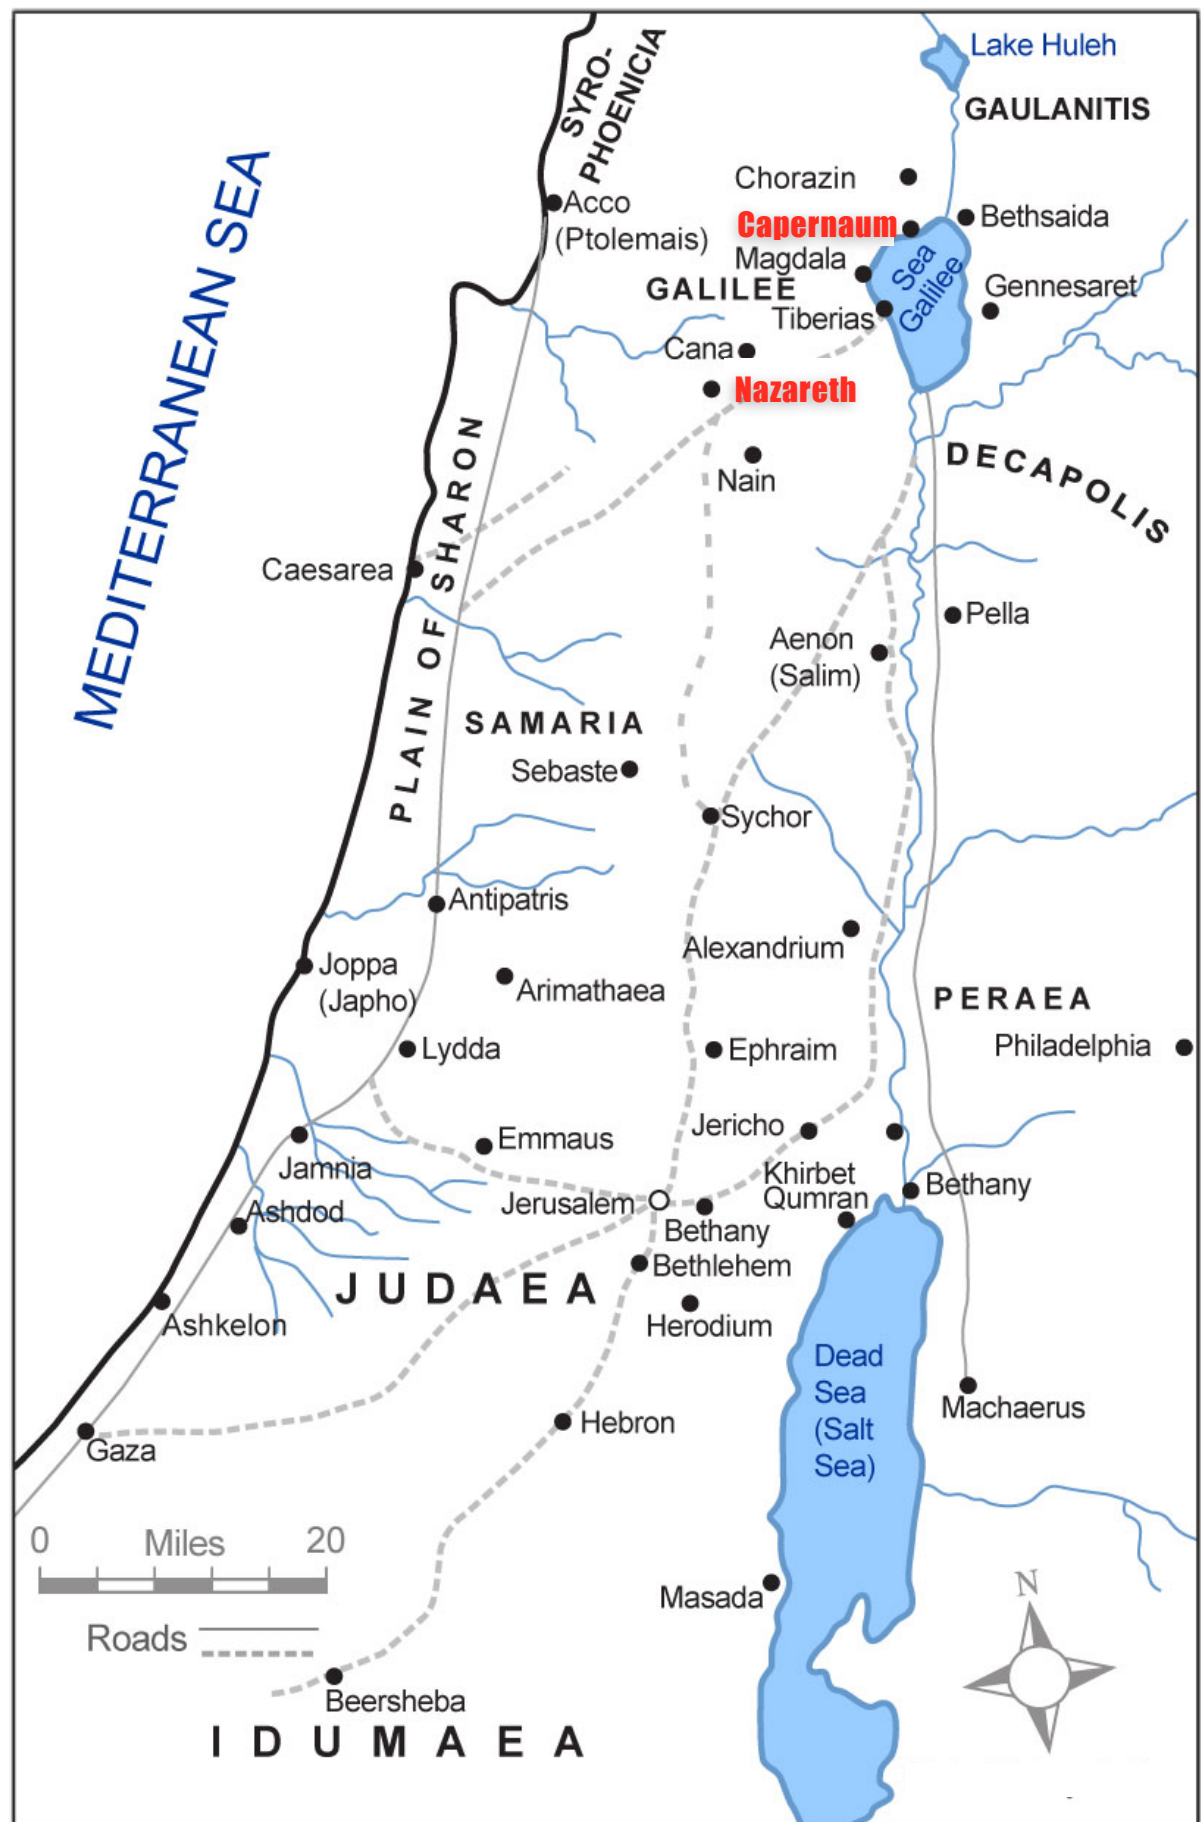 Lake Huleh
SYRO-
PHOENICIA
GAULANITIS
MEDITERRANEAN SEA
Chorazin
Acco
(Ptolemais)
Capernaum
Bethsaida
Magdala
Sea
Galilee
GALILEE
Gennesaret
Tiberias
Cana
Nazareth
DECAPOLIS
Nain
PLAIN OF SHARON
Caesarea
Pella
Aenon
(Salim)
SAMARIA
Sebaste
Sychor
Antipatris
Alexandrium
Joppa
(Japho)
Arimathaea
PERAEA
Philadelphia
Lydda
Ephraim
Jericho
Emmaus
Jamnia
Khirbet
Qumran
Bethany
Jerusalem
Ashdod
Bethany
Bethlehem
JUDAEA
Ashkelon
Herodium
Dead
Sea
(Salt
Sea)
Machaerus
Hebron
Gaza
0 Miles 20
Roads
Masada
N
Beersheba
IDUMAEA